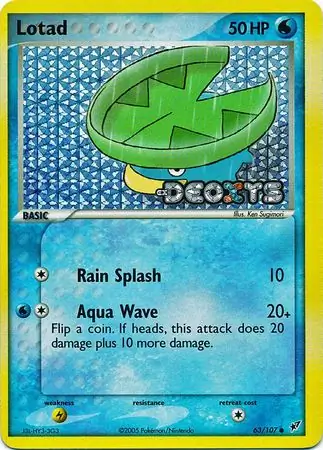 Lotad
50 HP
ex DEOXYS
BASIC
Illus. Ken Sugimori
Rain Splash 10
Aqua Wave 20+
Flip a coin. If heads, this attack does 20
damage plus 10 more damage.
weakness resistance retreat cost
©2005 Pokémon/Nintendo
63/107